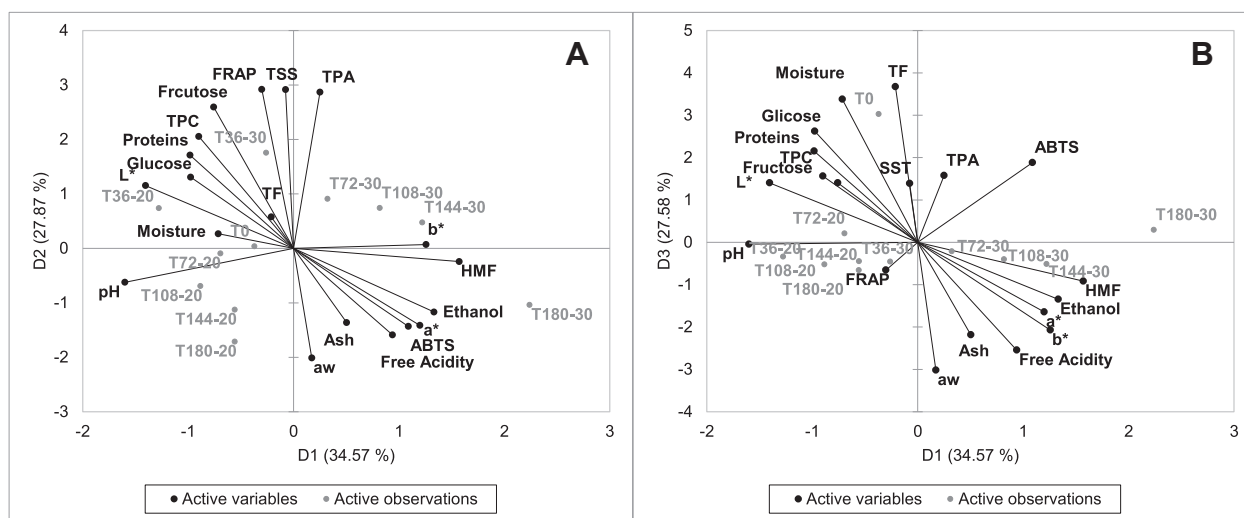 A
4
3
2
1
0
-1
-2
-3
D2 (27.87 %)
FRAP TSS TPA
Frcutose
TPC
T36-30
Proteins
Glucose
L*
T36-20
TF
T72-30
T108-30
T144-30
Moisture
T0
b*
T72-20
HMF
pH
T108-20
Ethanol
T180-30
T144-20
a*
Ash
ABTS
T180-20
Free Acidity
aw
-2 -1 0 1 2 3
D1 (34.57 %)
Active variables Active observations
B
5
4
3
2
1
0
-1
-2
-3
-4
D3 (27.58 %)
Moisture
TF
T0
Glicose
Proteins
TPC
ABTS
Fructose
SST
TPA
L*
T72-20
T180-30
pH
T36-20
T144-20
T36-30
T72-30
T108-30
T108-20
T144-30
T180-20
FRAP
HMF
Ethanol
a*
b*
Ash
Free Acidity
aw
-2 -1 0 1 2 3
D1 (34.57 %)
Active variables Active observations